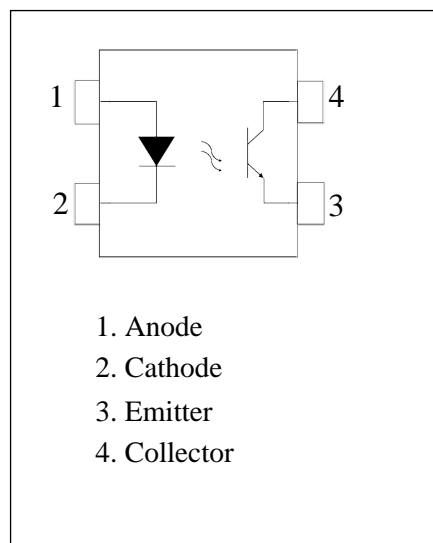 1
4
2
3
1. Anode
2. Cathode
3. Emitter
4. Collector